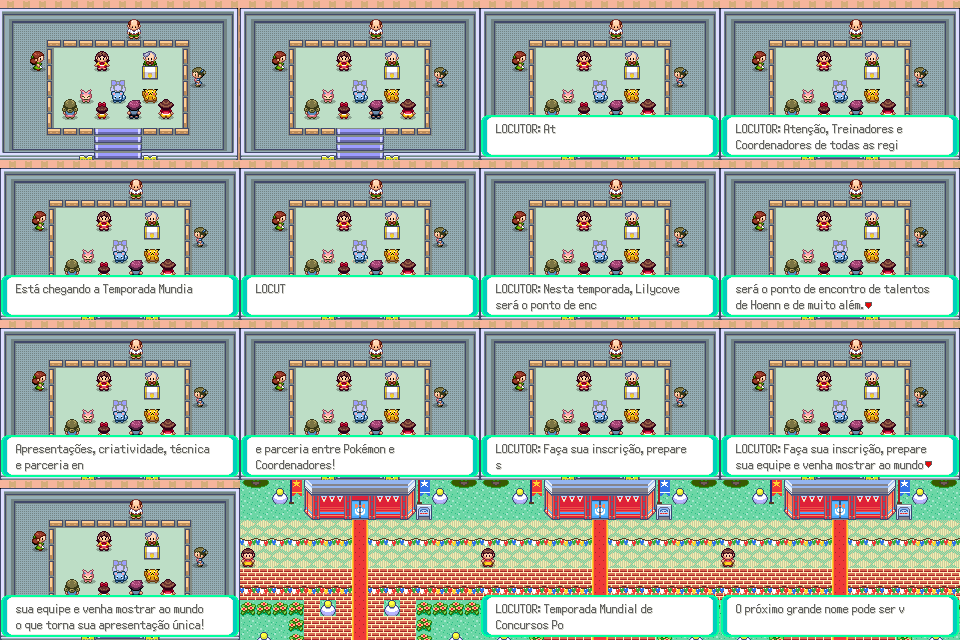 LOCUTOR: At
LOCUTOR: Atenção, Treinadores e
Coordenadores de todas as regi
Está chegando a Temporada Mundia
LOCUT
LOCUTOR: Nesta temporada, Lilycove
será o ponto de enc
será o ponto de encontro de talentos
de Hoenn e de muito além.
Apresentações, criatividade, técnica
e parceria en
e parceria entre Pokémon e
Coordenadores!
LOCUTOR: Faça sua inscrição, prepare
s
LOCUTOR: Faça sua inscrição, prepare
sua equipe e venha mostrar ao mundo
sua equipe e venha mostrar ao mundo
o que torna sua apresentação única!
LOCUTOR: Temporada Mundial de
Concursos Po
O próximo grande nome pode ser v